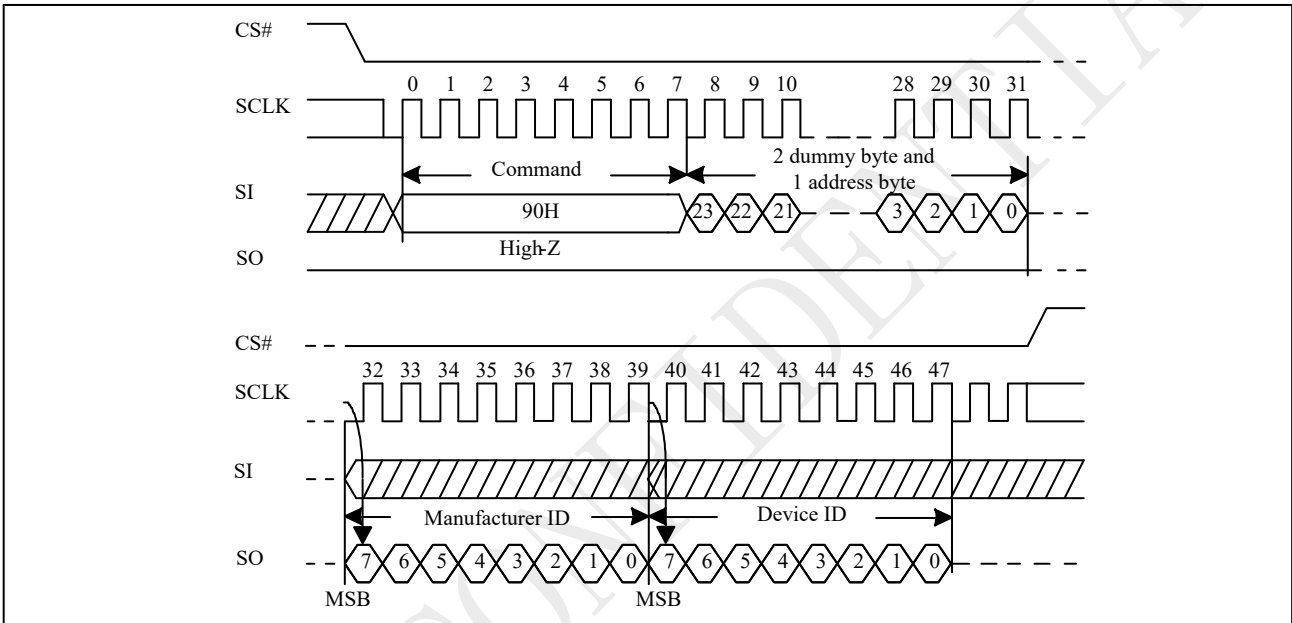 CS#
0 1 2 3 4 5 6 7 8 9 10 28 29 30 31
SCLK
Command 2 dummy byte and
1 address byte
SI
90H 23 22 21 3 2 1 0
High-Z
SO
CS#
32 33 34 35 36 37 38 39 40 41 42 43 44 45 46 47
SCLK
SI
Manufacturer ID Device ID
SO 7 6 5 4 3 2 1 0 7 6 5 4 3 2 1 0
MSB MSB
CONFIDENTIA